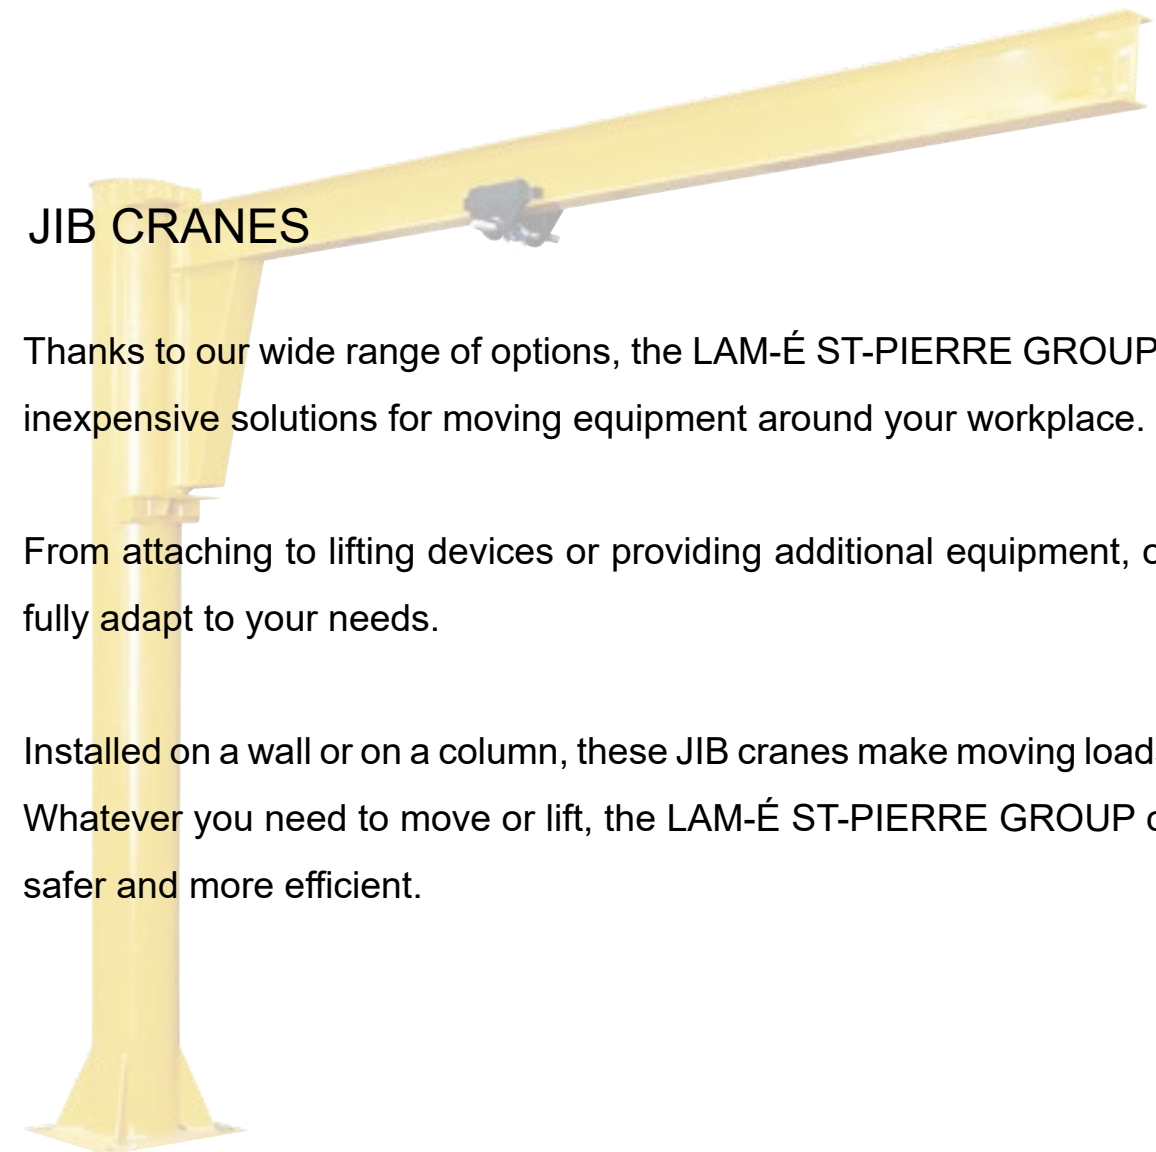 JIB CRANES
Thanks to our wide range of options, the LAM-É ST-PIERRE GROUP
inexpensive solutions for moving equipment around your workplace.
From attaching to lifting devices or providing additional equipment,
fully adapt to your needs.
Installed on a wall or on a column, these JIB cranes make moving
Whatever you need to move or lift, the LAM-É ST-PIERRE GROUP
safer and more efficient.